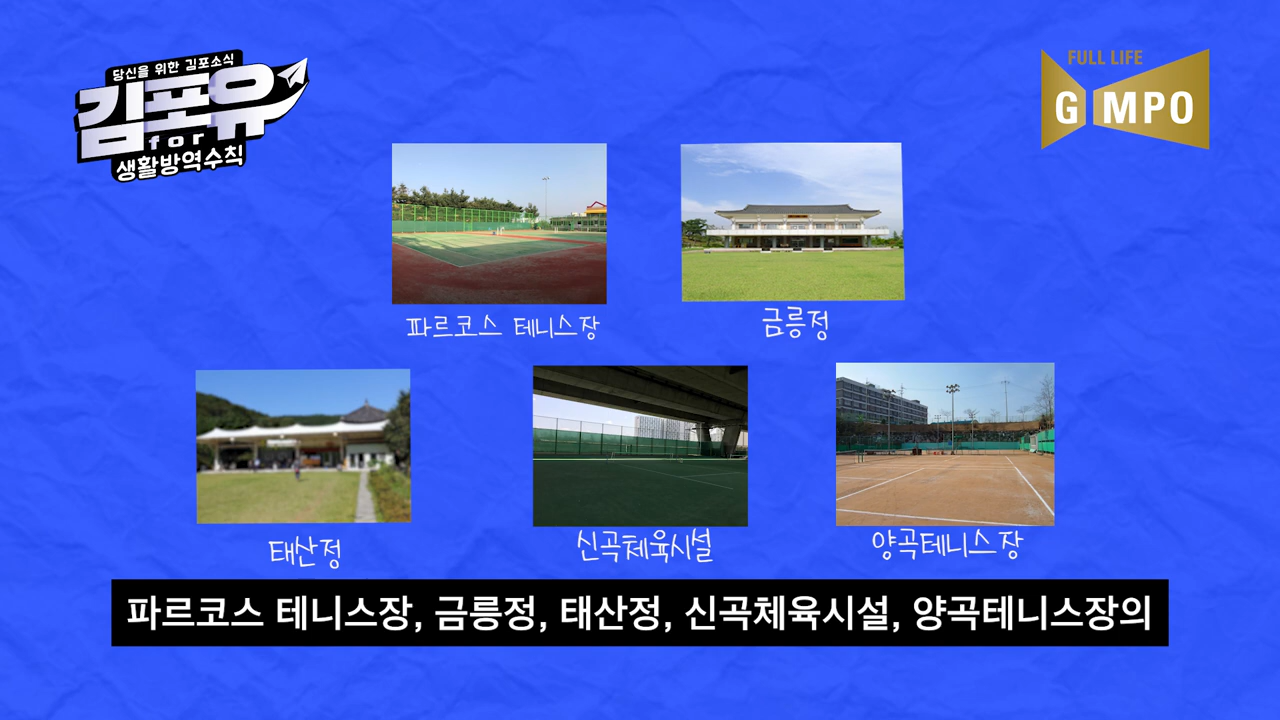 당신을 위한 김포소식
김포유
for
생활방역수칙
FULL LIFE
GIMPO
파르코스 테니스장
금릉정
태산정
신곡체육시설
양곡테니스장
파르코스 테니스장, 금릉정, 태산정, 신곡체육시설, 양곡테니스장의